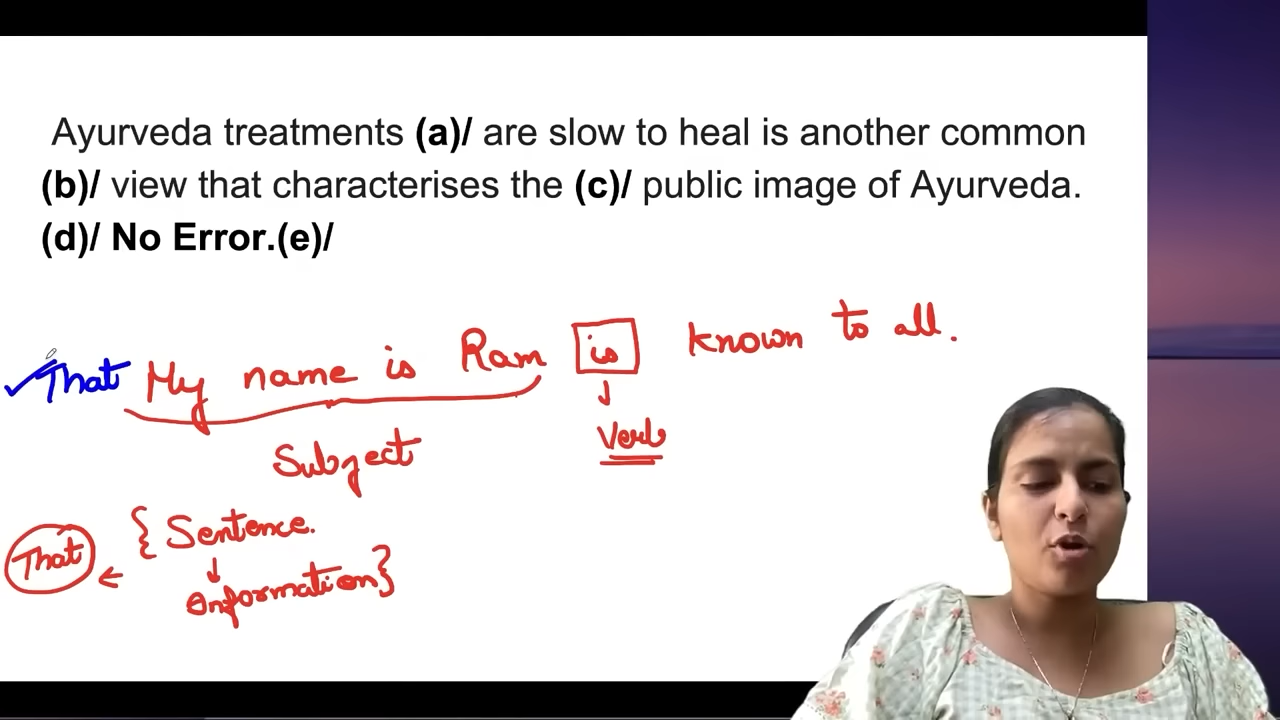 Ayurveda treatments (a)/ are slow to heal is another common
(b)/ view that characterises the (c)/ public image of Ayurveda.
(d)/ No Error.(e)/
That My name is Ram is known to all.
Subject
Verb
{Sentence.
That
Information}